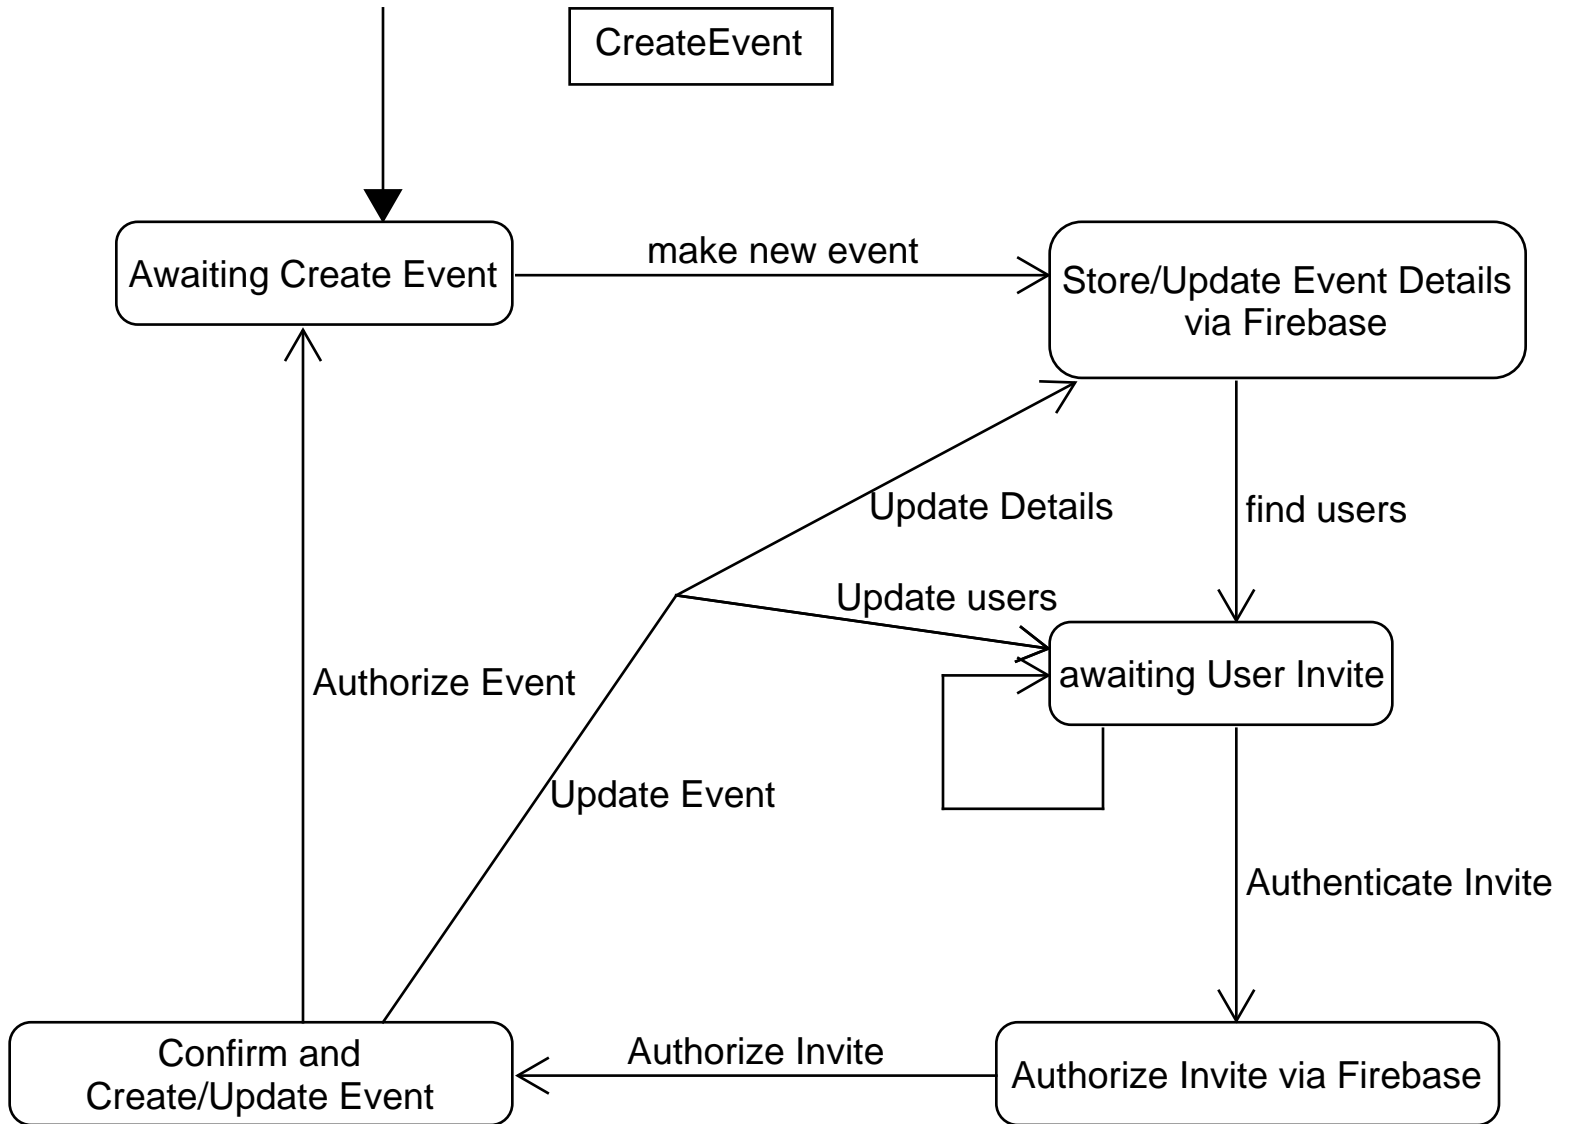 CreateEvent
make new event
Awaiting Create Event
Store/Update Event Details
via Firebase
Update Details
find users
Update users
Authorize Event
awaiting User Invite
Update Event
Authenticate Invite
Confirm and
Create/Update Event
Authorize Invite
Authorize Invite via Firebase